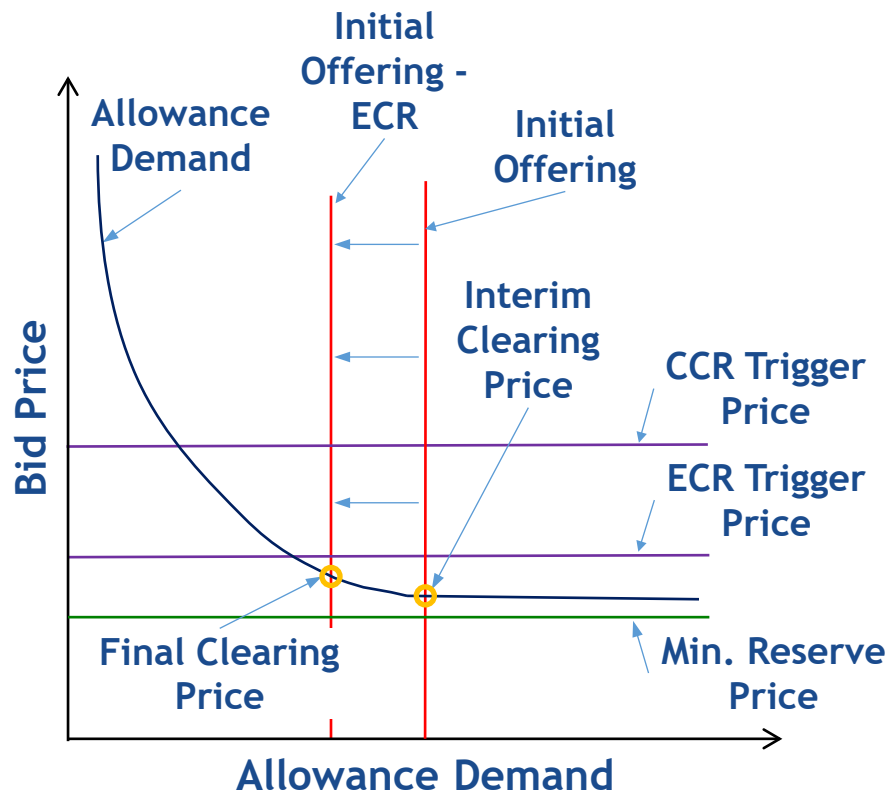 Initial
Offering -
ECR
Allowance
Demand
Initial
Offering
Interim
Clearing
Price
CCR Trigger
Price
ECR Trigger
Price
Bid Price
Final Clearing
Price
Min. Reserve
Price
Allowance Demand